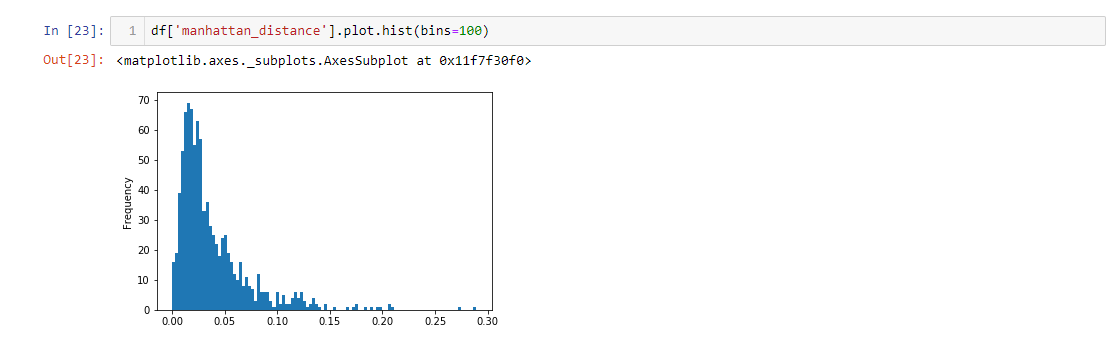 In [23]: 1 df['manhattan_distance'].plot.hist(bins=100)
Out[23]: <matplotlib.axes._subplots.AxesSubplot at 0x11f7f30f0>
70
60
50
40
30
20
10
0
Frequency
0.00 0.05 0.10 0.15 0.20 0.25 0.30